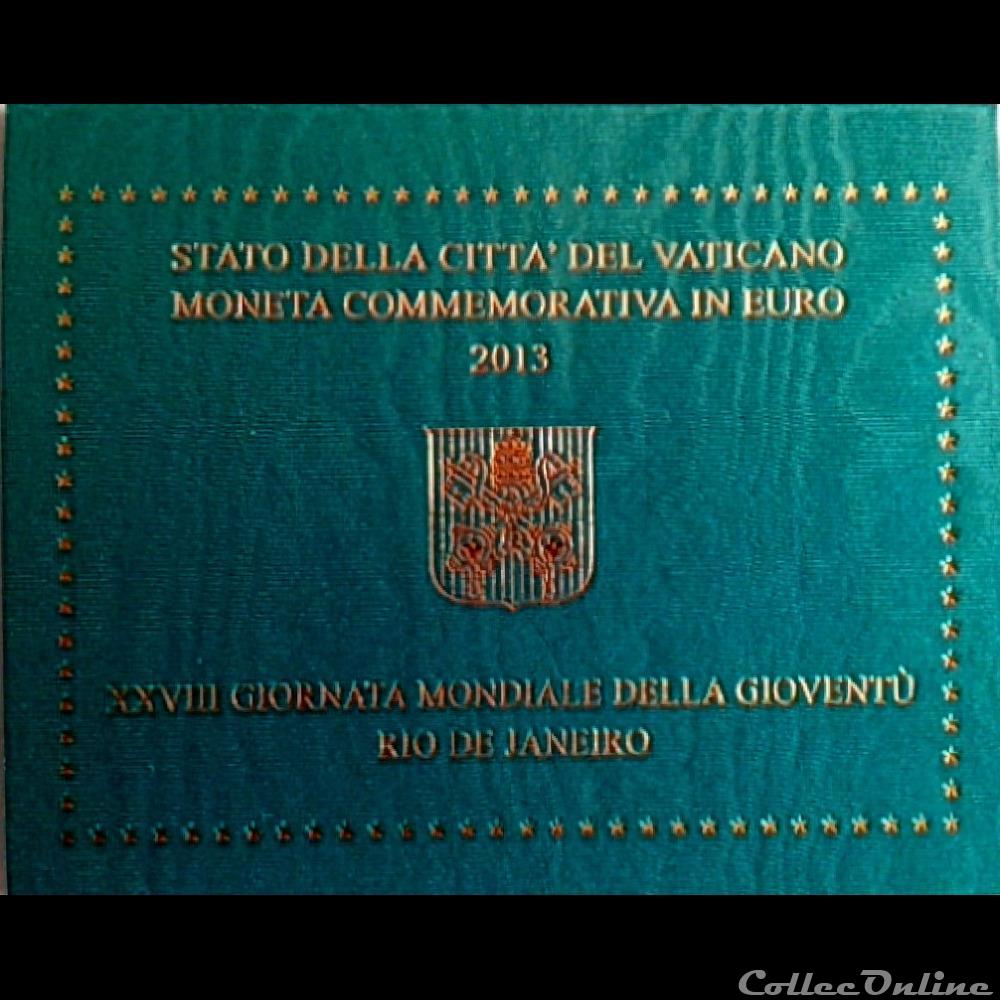 STATO DELLA CITTA' DEL VATICANO
MONETA COMMEMORATIVA IN EURO
2013
XXVIII GIORNATA MONDIALE DELLA GIOVENTÙ
RIO DE JANEIRO
CollecOnline